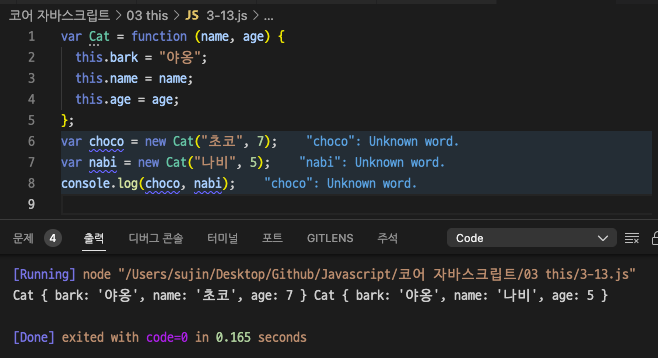 코어 자바스크립트 > 03 this > JS 3-13.js > ...
1 var Cat = function (name, age) {
2 this.bark = "야옹";
3 this.name = name;
4 this.age = age;
5 };
6 var choco = new Cat("초코", 7); "choco": Unknown word.
7 var nabi = new Cat("나비", 5); "nabi": Unknown word.
8 console.log(choco, nabi); "choco": Unknown word.
9
문제 4 출력 디버그 콘솔 터미널 포트 GITLENS 주석 Code
[Running] node "/Users/sujin/Desktop/Github/Javascript/코어 자바스크립트/03 this/3-13.js"
Cat { bark: '야옹', name: '초코', age: 7 } Cat { bark: '야옹', name: '나비', age: 5 }
[Done] exited with code=0 in 0.165 seconds